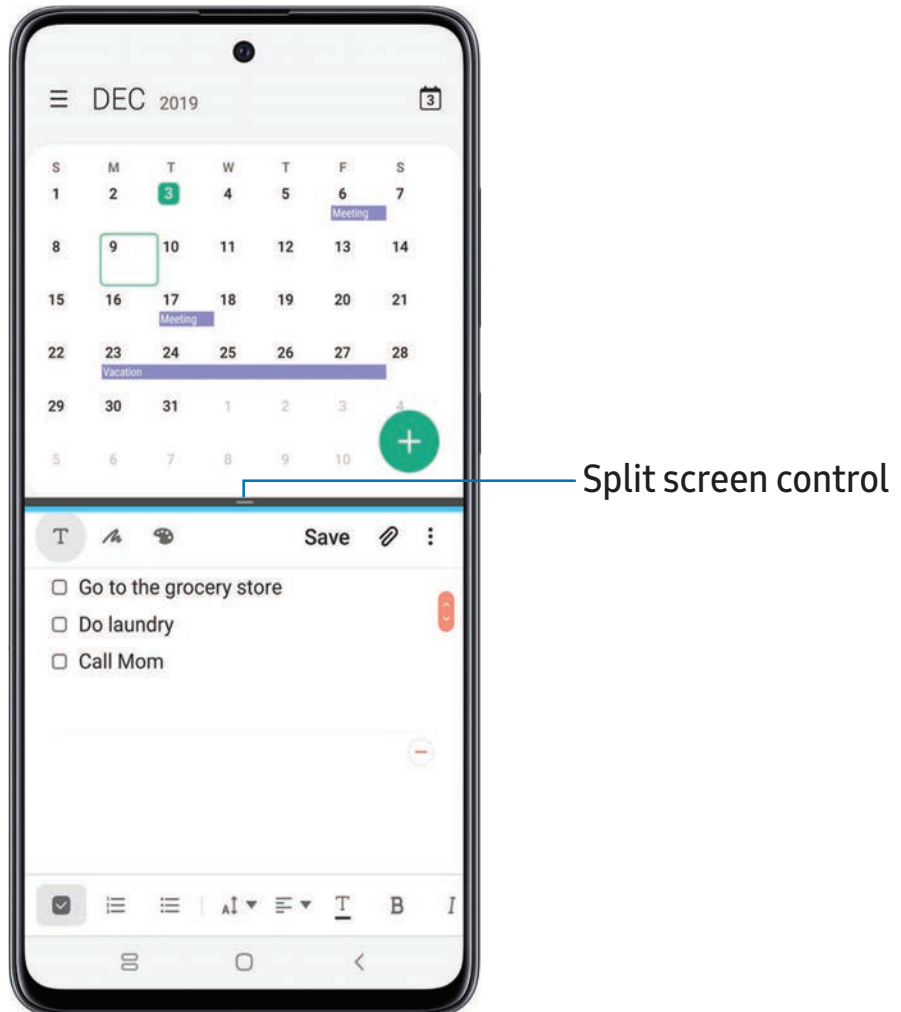 DEC 2019 3
S M T W T F S
1 2 3 4 5 6 7
Meeting
8 9 10 11 12 13 14
15 16 17 18 19 20 21
Meeting
22 23 24 25 26 27 28
Vacation
29 30 31 1 2 3 4
5 6 7 8 9 10
Split screen control
T Save
Go to the grocery store
Do laundry
Call Mom
A T B I